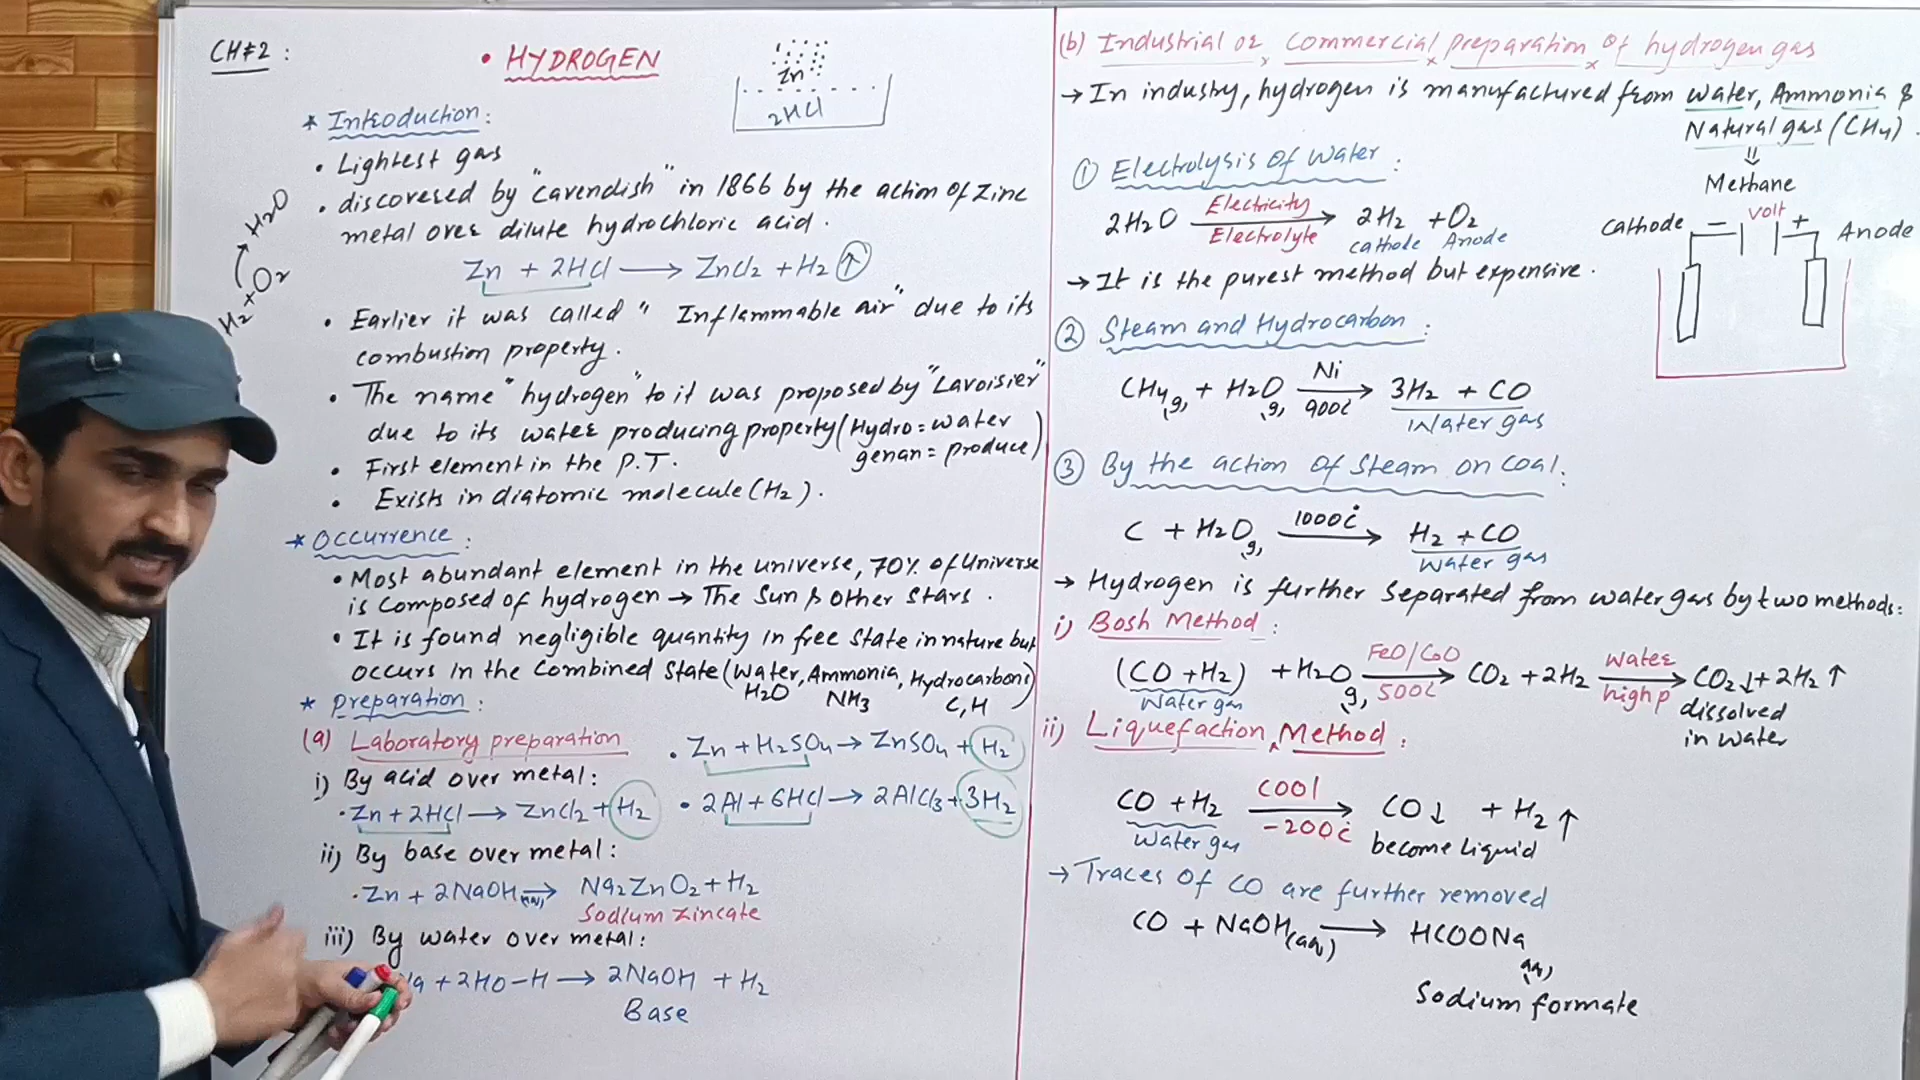 CH#2:
• HYDROGEN
Zn
2HCl
* Introduction:
• Lightest gas
• discovered by "Cavendish" in 1866 by the action of Zinc
metal over dilute hydrochloric acid.
Zn + 2HCl → ZnCl2 + H2 ↑
H2+O2 → H2O
• Earlier it was called " Inflammable air" due to its
combustion property.
• The name "hydrogen" to it was proposed by "Lavoisier"
due to its water producing property (Hydro = water
genan = produce)
• First element in the P.T.
• Exists in diatomic molecule (H2).
* Occurrence:
• Most abundant element in the universe, 70% of Universe
is composed of hydrogen → The Sun & other stars.
• It is found negligible quantity in free state in nature but
occurs in the combined state (Water, Ammonia, Hydrocarbons)
H2O NH3 C,H
* preparation:
(a) Laboratory preparation
i) By acid over metal:
• Zn + 2HCl → ZnCl2 + H2
• Zn + H2SO4 → ZnSO4 + H2
• 2Al + 6HCl → 2AlCl3 + 3H2
ii) By base over metal:
• Zn + 2NaOH(aq) → Na2ZnO2 + H2
Sodium zincate
iii) By water over metal:
+ 2HO-H → 2NaOH + H2
Base
(b) Industrial or commercial preparation of hydrogen gas
→ In industry, hydrogen is manufactured from water, Ammonia &
Natural gas (CH4).
⇓
Methane
① Electrolysis of water:
2H2O Electricity → Electrolyte 2H2 + O2
cathode Anode
→ It is the purest method but expensive.
Cathode - volt + Anode
② Steam and Hydrocarbon:
CH4(g) + H2O(g) Ni → 900c 3H2 + CO
Water gas
③ By the action of Steam on coal:
C + H2O(g) 1000c → H2 + CO
Water gas
→ Hydrogen is further separated from water gas by two methods:
i) Bosh Method:
(CO + H2) + H2O(g) FeO/CoO → 500c CO2 + 2H2 water → high p CO2↓ + 2H2↑
Water gas dissolved
in water
ii) Liquefaction Method:
CO + H2 cool → -200c CO↓ + H2↑
Water gas become liquid
→ Traces of CO are further removed
CO + NaOH(aq) → HCOONa(aq)
Sodium formate